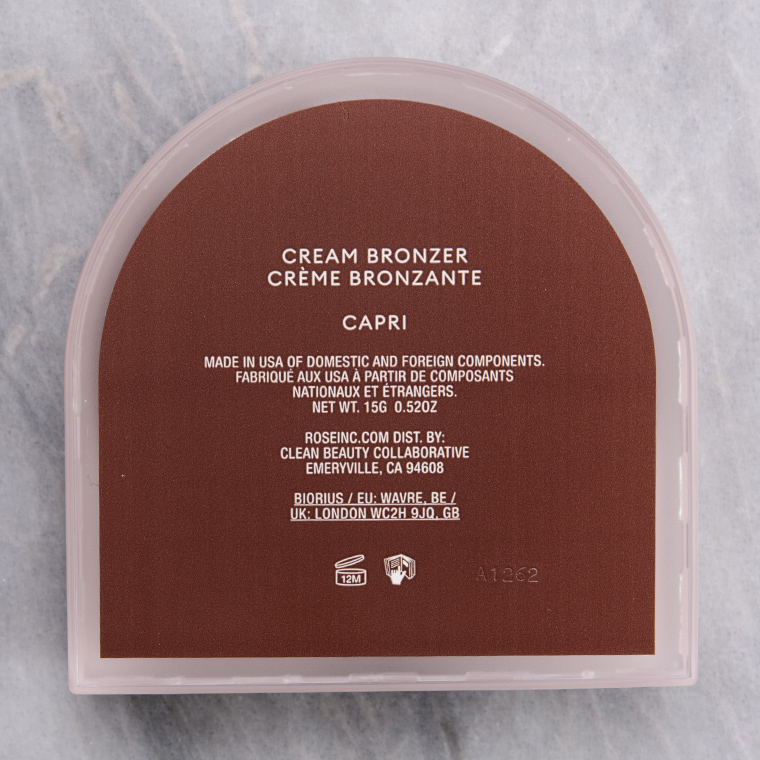 CREAM BRONZER
CRÈME BRONZANTE
CAPRI
MADE IN USA OF DOMESTIC AND FOREIGN COMPONENTS.
FABRIQUÉ AUX USA À PARTIR DE COMPOSANTS
NATIONAUX ET ÉTRANGERS.
NET WT. 15G 0.52OZ
ROSEINC.COM DIST. BY:
CLEAN BEAUTY COLLABORATIVE
EMERYVILLE, CA 94608
BIORIUS / EU: WAVRE, BE /
UK: LONDON WC2H 9JQ, GB
12M
A1262